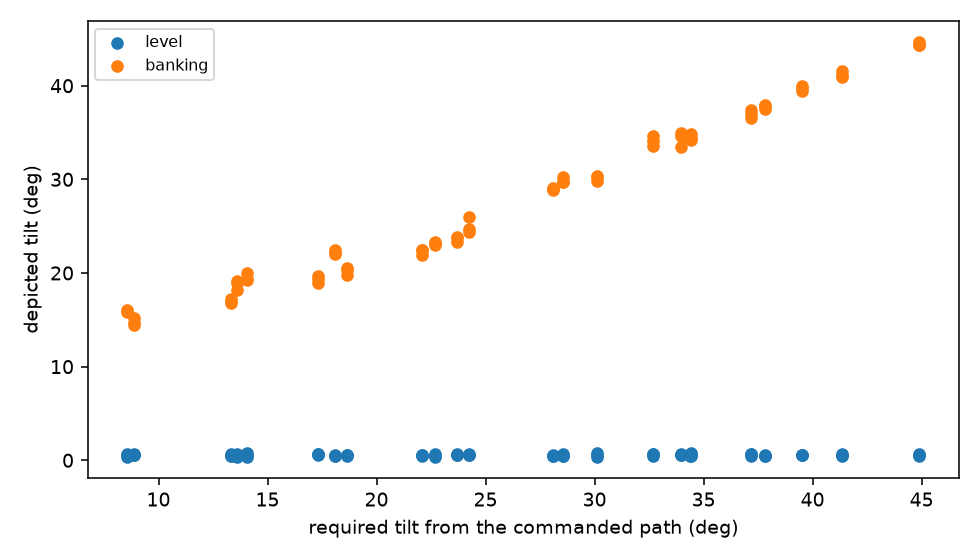 level
banking
depicted tilt (deg)
40
30
20
10
0
10 15 20 25 30 35 40 45
required tilt from the commanded path (deg)